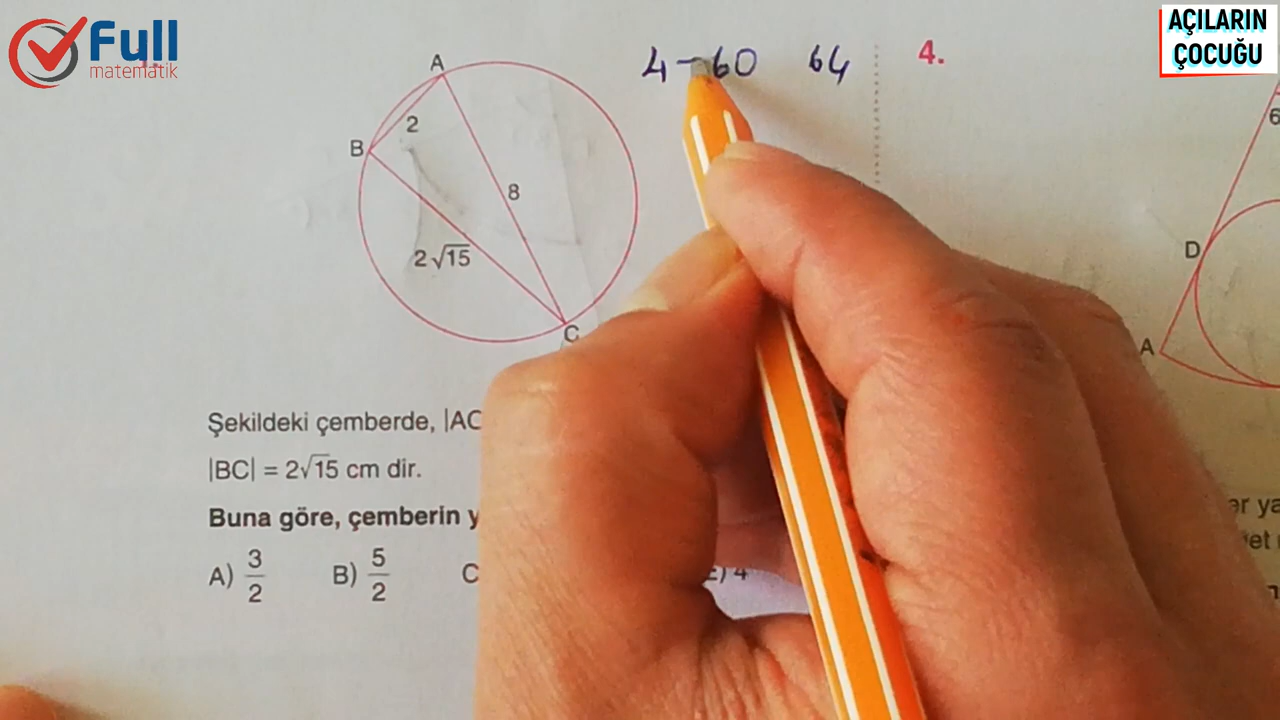 Full
matematik
AÇILARIN
ÇOCUĞU
4 - 60 64
4.
A
B
2
8
2√15
C
6
D
A
Şekildeki çemberde, |AC
|BC| = 2√15 cm dir.
Buna göre, çemberin y
A) 3/2 B) 5/2 C E) 4